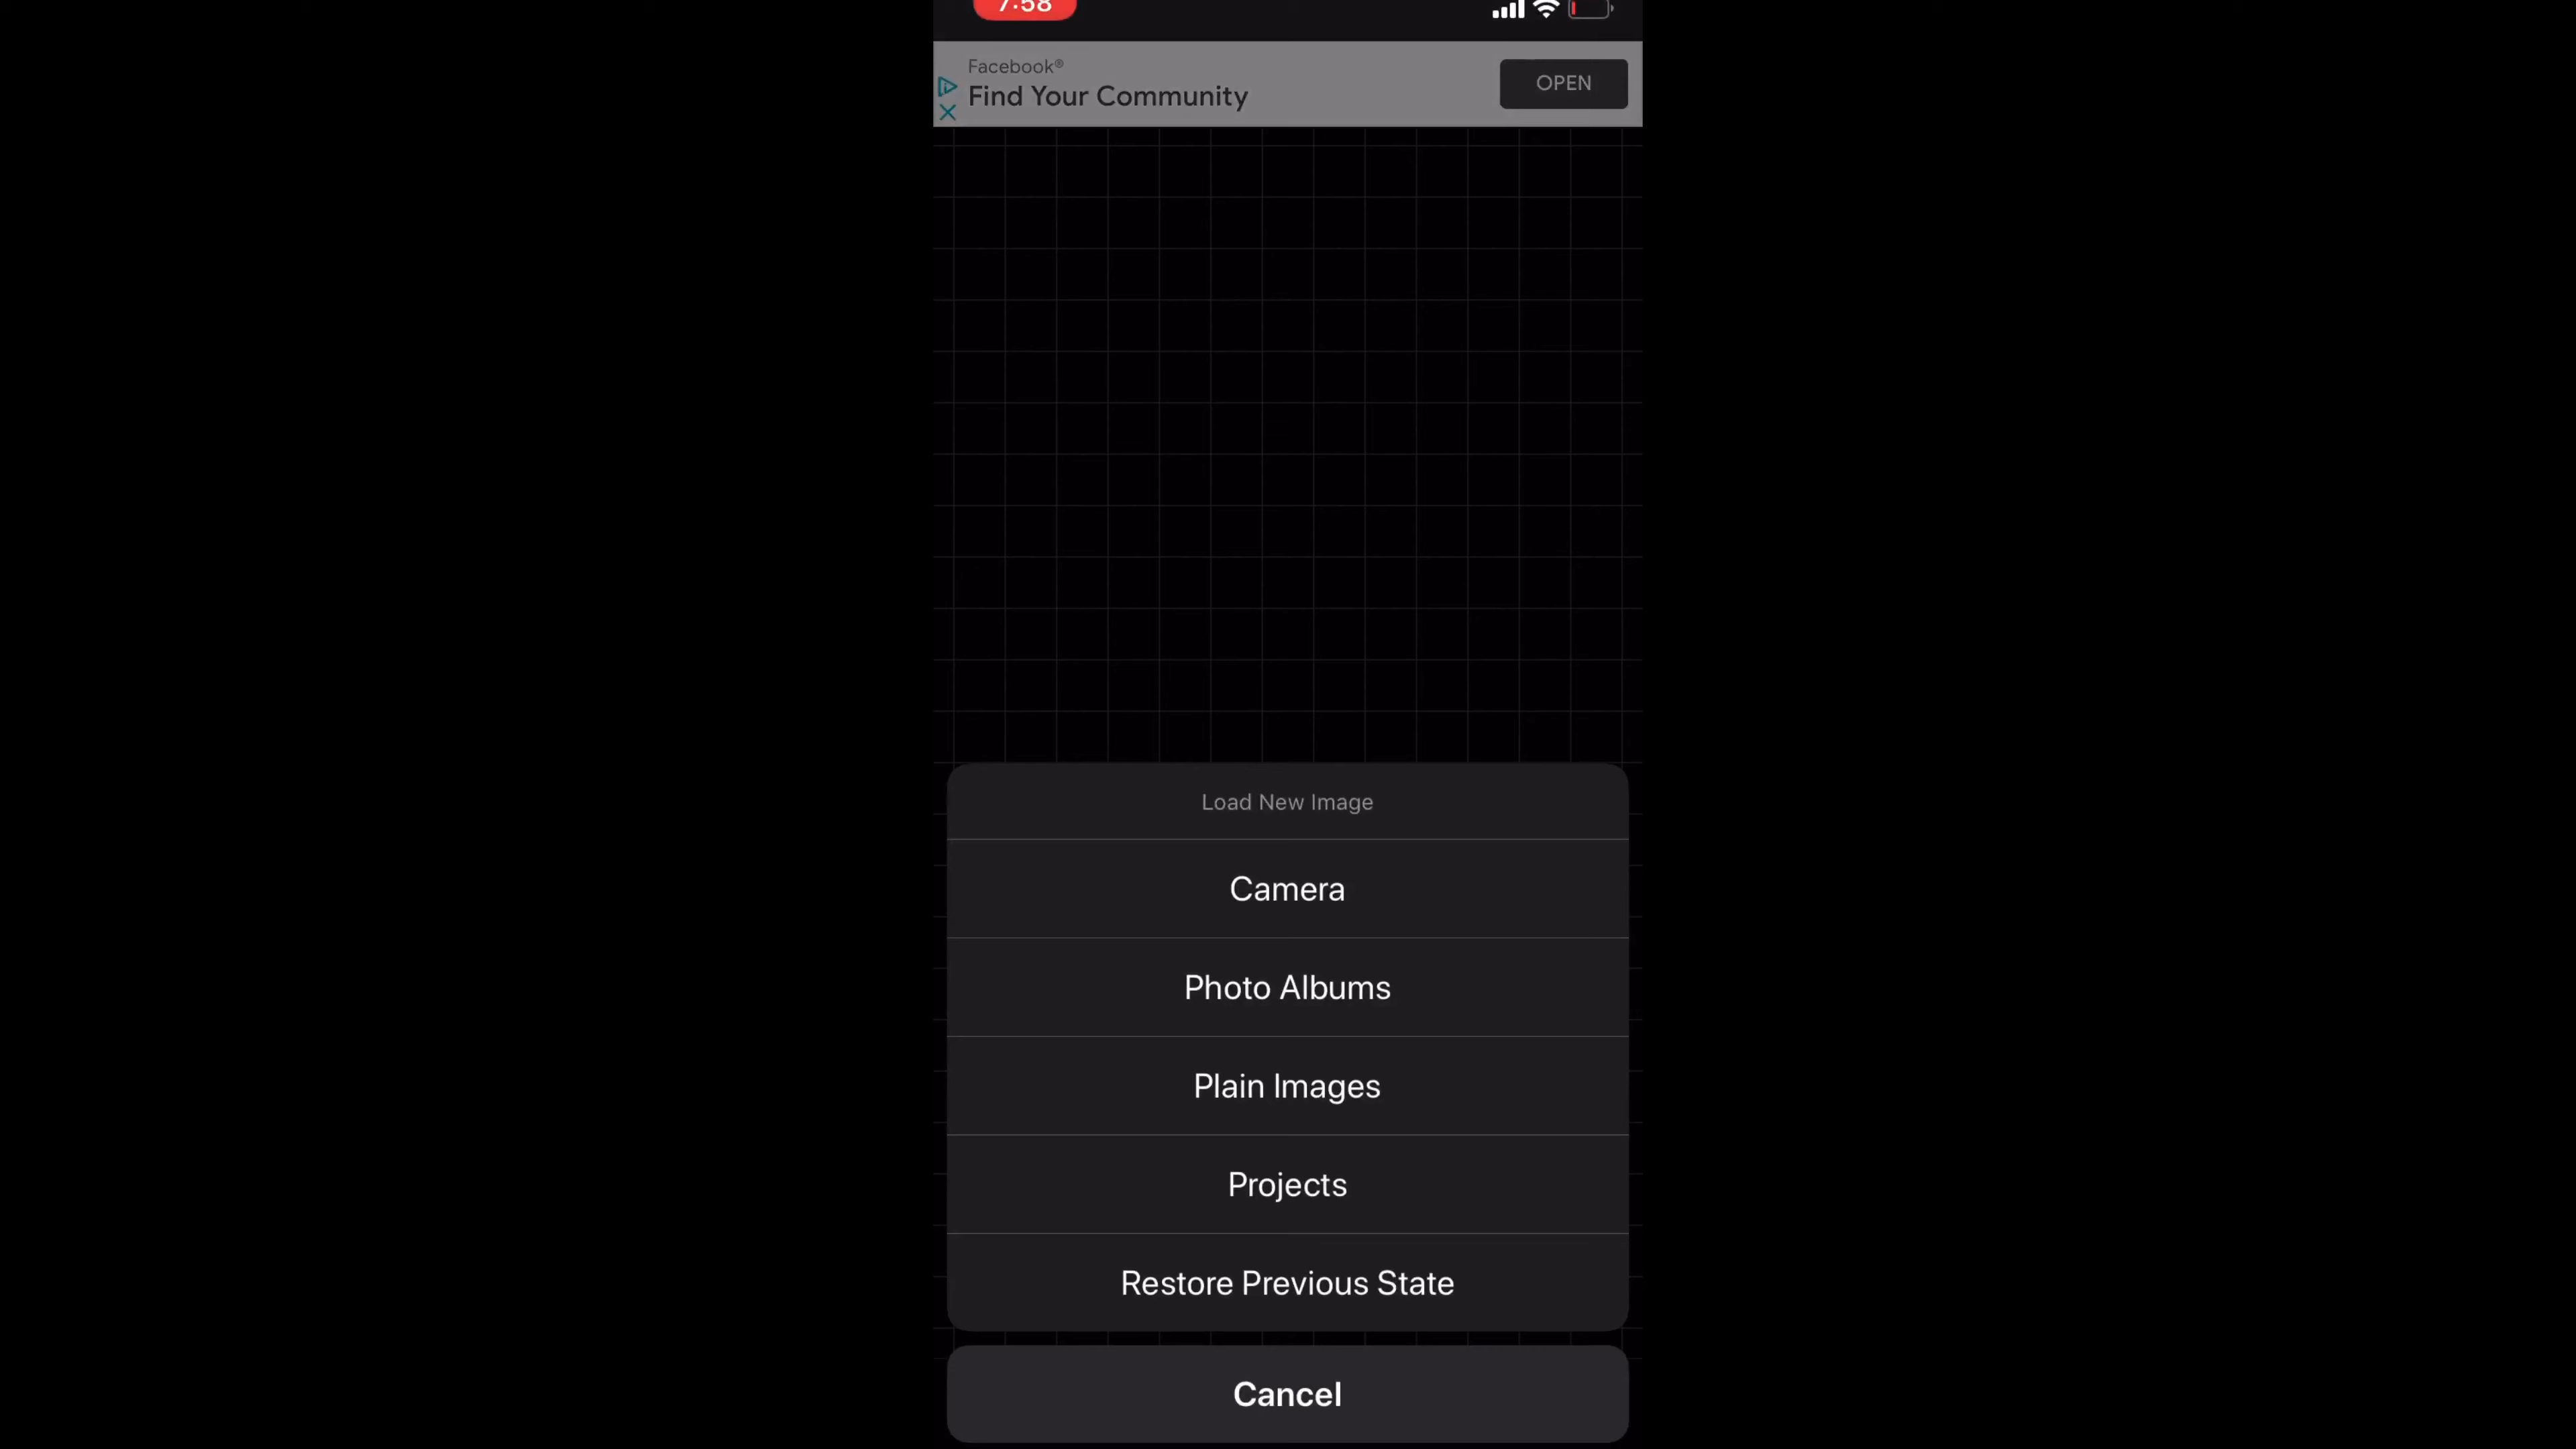 7:58
Facebook®
Find Your Community
OPEN
Load New Image
Camera
Photo Albums
Plain Images
Projects
Restore Previous State
Cancel